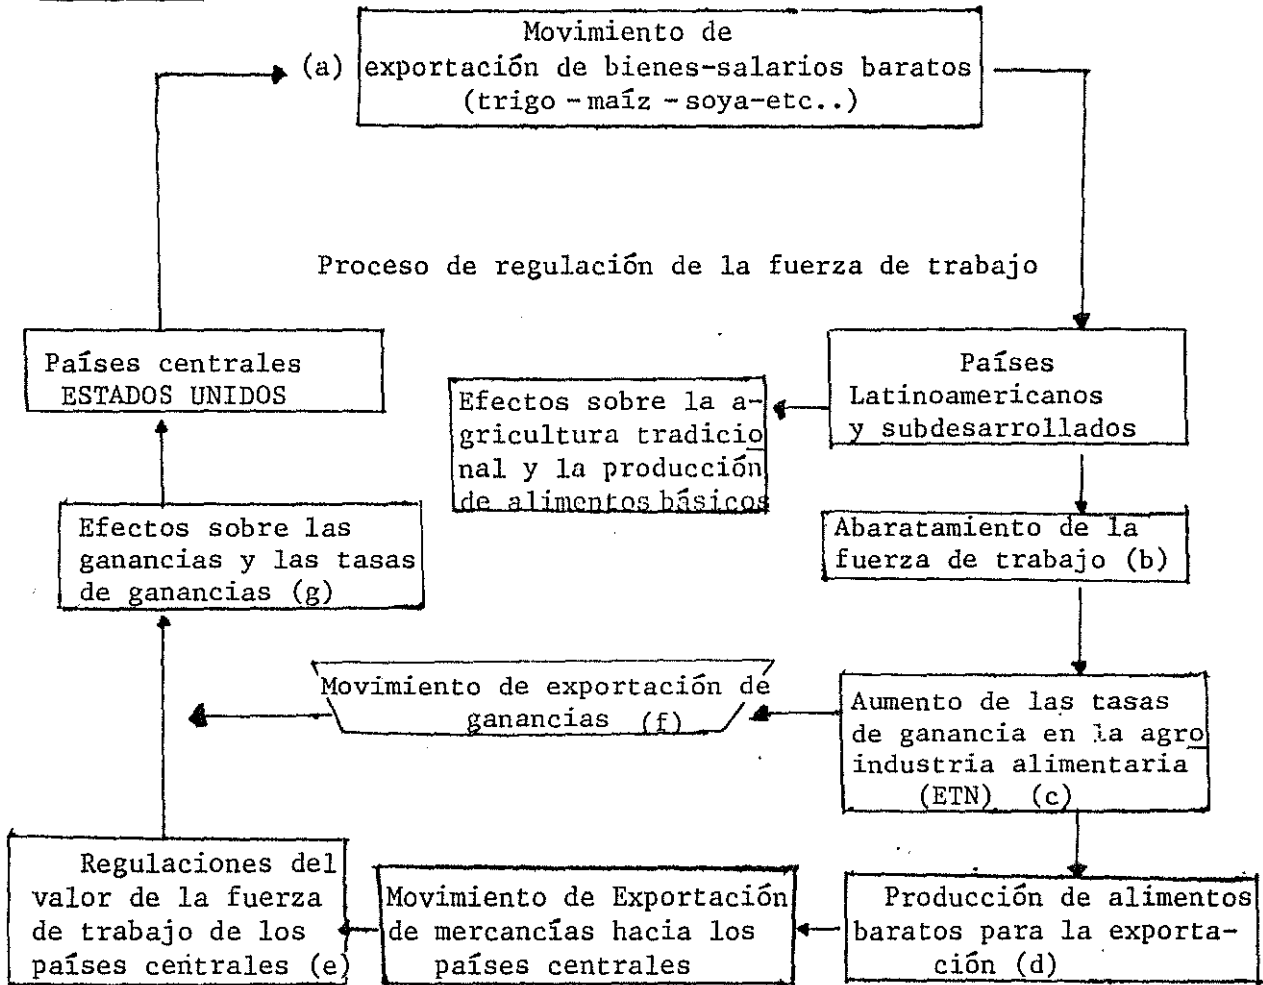 Movimiento de
(a) exportación de bienes-salarios baratos
(trigo - maíz - soya-etc..)
Proceso de regulación de la fuerza de trabajo
Países centrales
ESTADOS UNIDOS
Efectos sobre la a-
gricultura tradicio
nal y la producción
de alimentos básicos
Países
Latinoamericanos
y subdesarrollados
Efectos sobre las
ganancias y las tasas
de ganancias (g)
Abaratamiento de la
fuerza de trabajo (b)
Movimiento de exportación de
ganancias (f)
Aumento de las tasas
de ganancia en la agro
industria alimentaria
(ETN) (c)
Regulaciones del
valor de la fuerza
de trabajo de los
países centrales (e)
Movimiento de Exportación
de mercancías hacia los
países centrales
Producción de alimentos
baratos para la exporta-
ción (d)